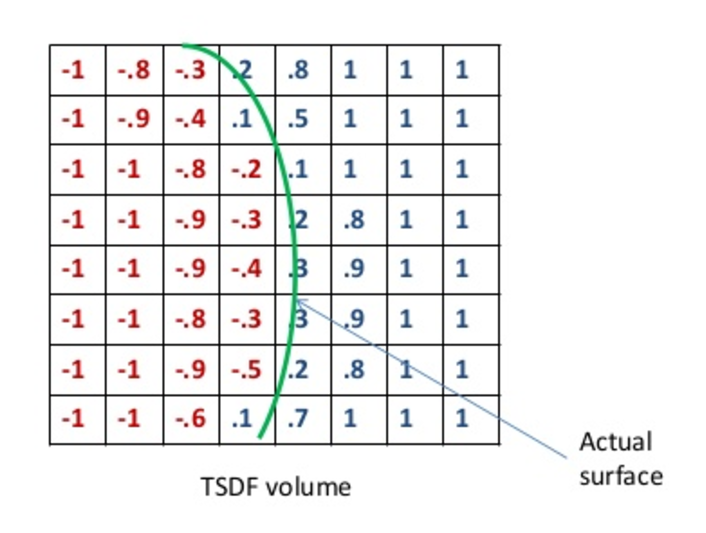 -1 -.8 -.3 .2 .8 1 1 1
-1 -.9 -.4 .1 .5 1 1 1
-1 -1 -.8 -.2 .1 1 1 1
-1 -1 -.9 -.3 .2 .8 1 1
-1 -1 -.9 -.4 .3 .9 1 1
-1 -1 -.8 -.3 .3 .9 1 1
-1 -1 -.9 -.5 .2 .8 1 1
-1 -1 -.6 .1 .7 1 1 1
Actual
surface
TSDF volume